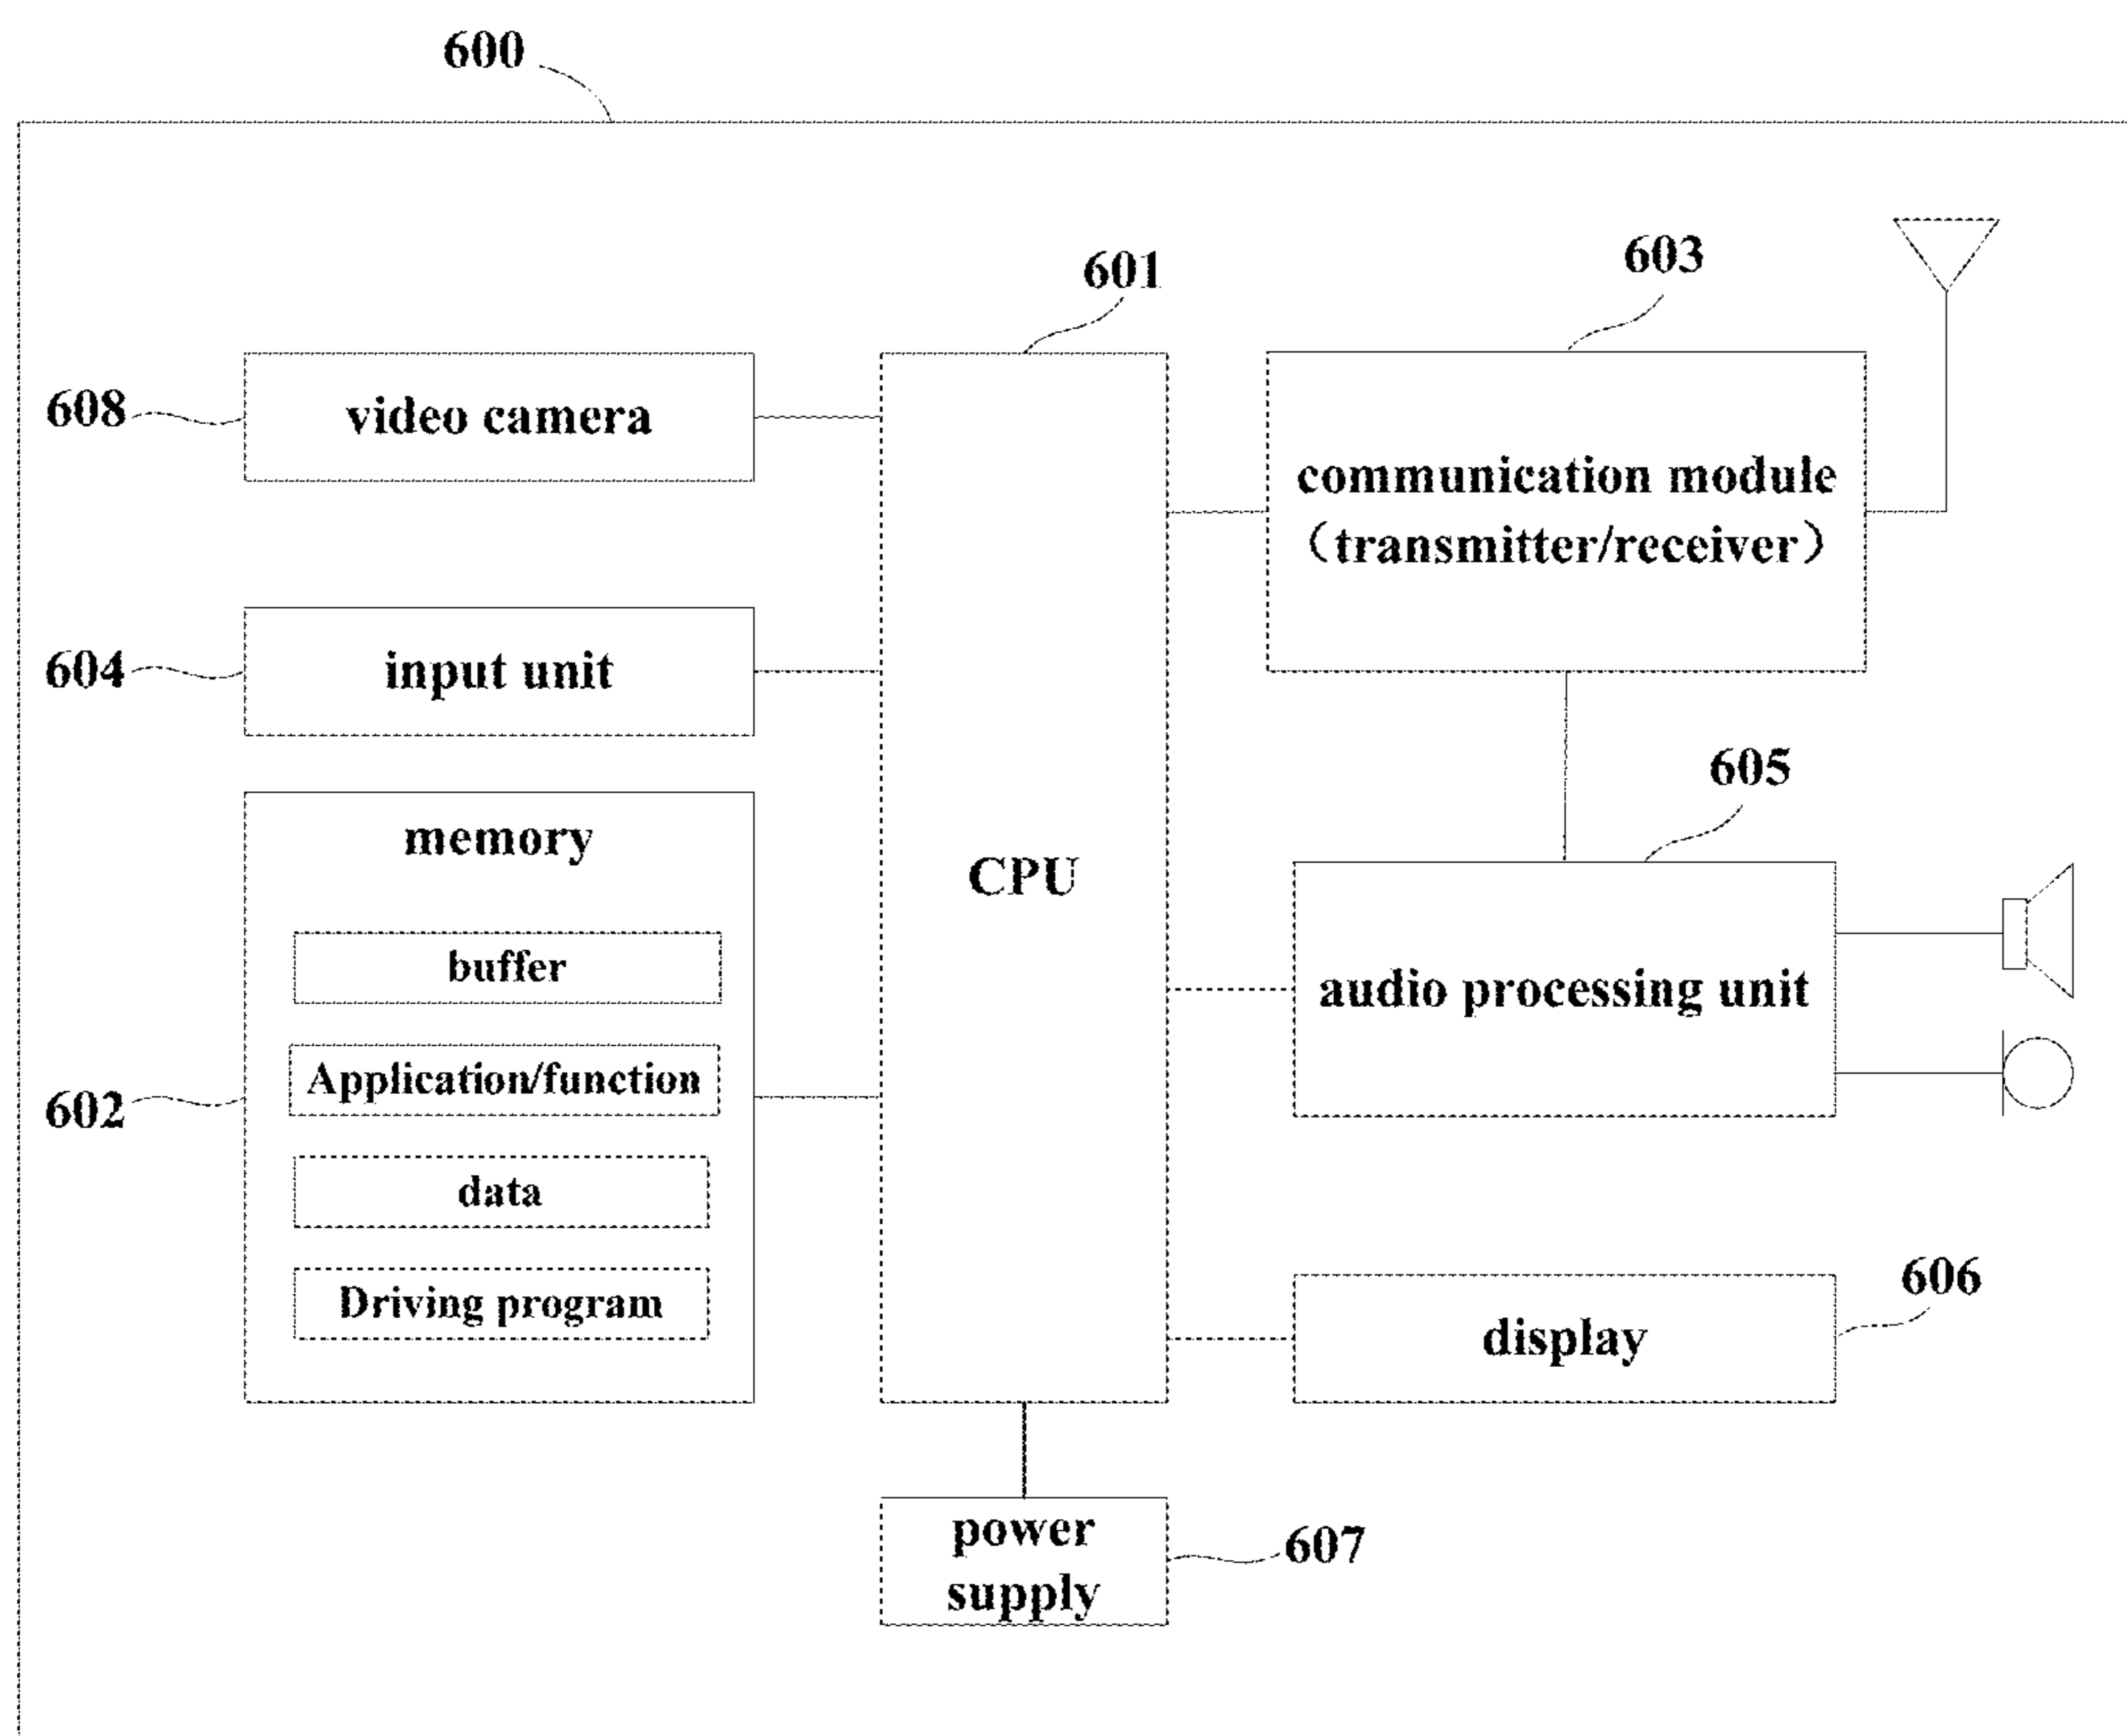 600
601
603
608
video camera
communication module
（transmitter/receiver）
604
input unit
605
memory
CPU
buffer
audio processing unit
Application/function
602
data
606
Driving program
display
power
supply
607